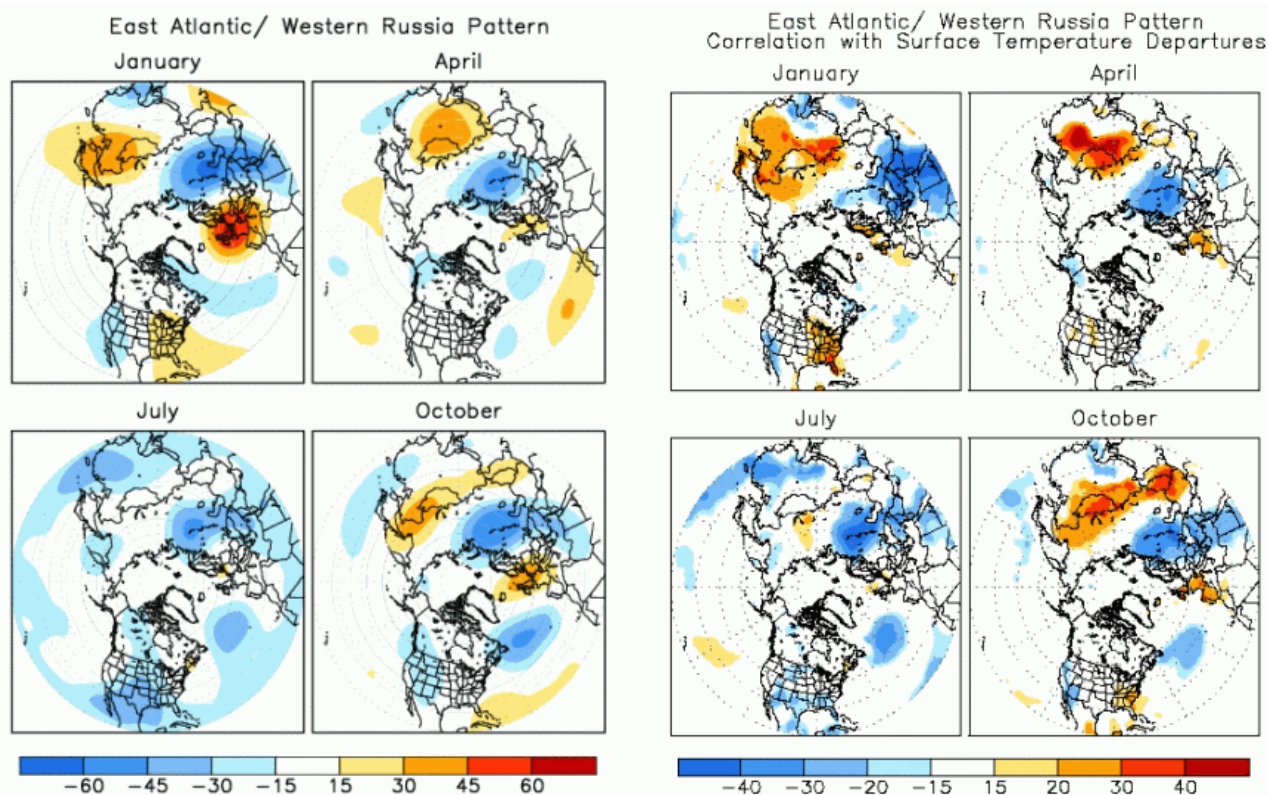 East Atlantic/ Western Russia Pattern
January
April
July
October
-60 -45 -30 -15 15 30 45 60
East Atlantic/ Western Russia Pattern
Correlation with Surface Temperature Departures
January
April
July
October
-40 -30 -20 -15 15 20 30 40